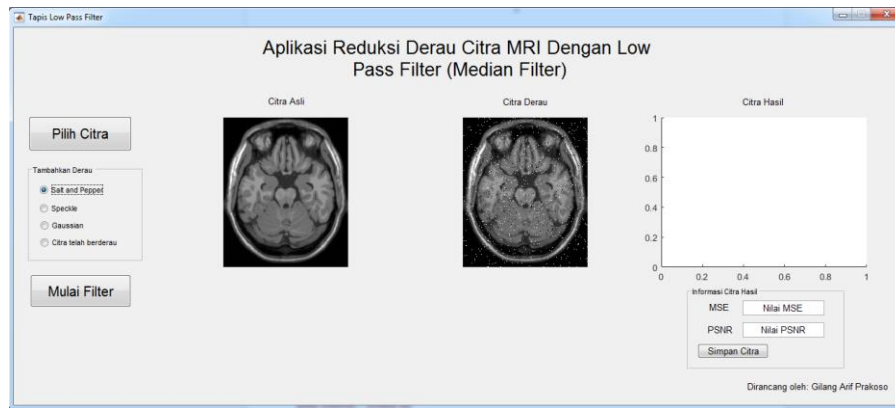 Tapis Low Pass Filter
Aplikasi Reduksi Derau Citra MRI Dengan Low
Pass Filter (Median Filter)
Citra Asli
Citra Derau
Citra Hasil
Pilih Citra
Tambahkan Derau
Salt and Pepper
Speckle
Gaussian
Citra telah berderau
Mulai Filter
1
0.8
0.6
0.4
0.2
0
0 0.2 0.4 0.6 0.8 1
Informasi Citra Hasil
MSE Nilai MSE
PSNR Nilai PSNR
Simpan Citra
Dirancang oleh: Gilang Arif Prakoso